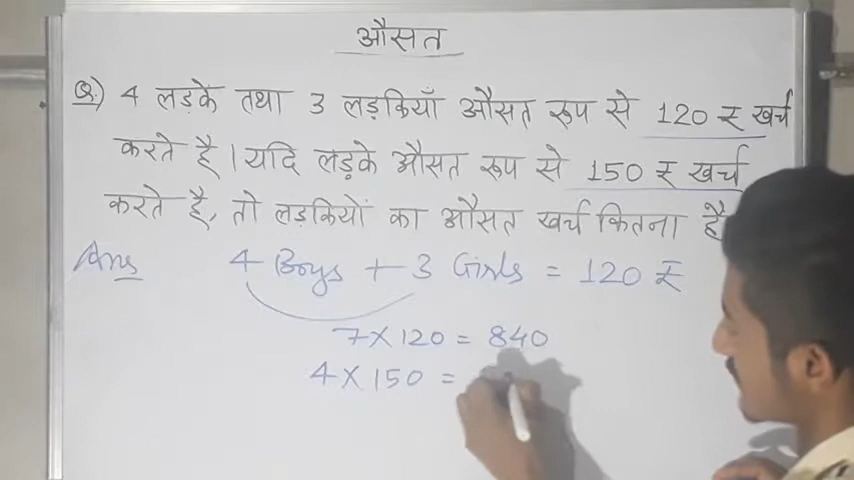 औसत
Q.) 4 लड़के तथा 3 लड़कियाँ औसत रूप से 120 ₹ खर्च
करते है। यदि लड़के औसत रूप से 150 ₹ खर्च
करते है, तो लड़कियों का औसत खर्च कितना है
Ans 4 Boys + 3 Girls = 120 ₹
7 X 120 = 840
4 X 150 =